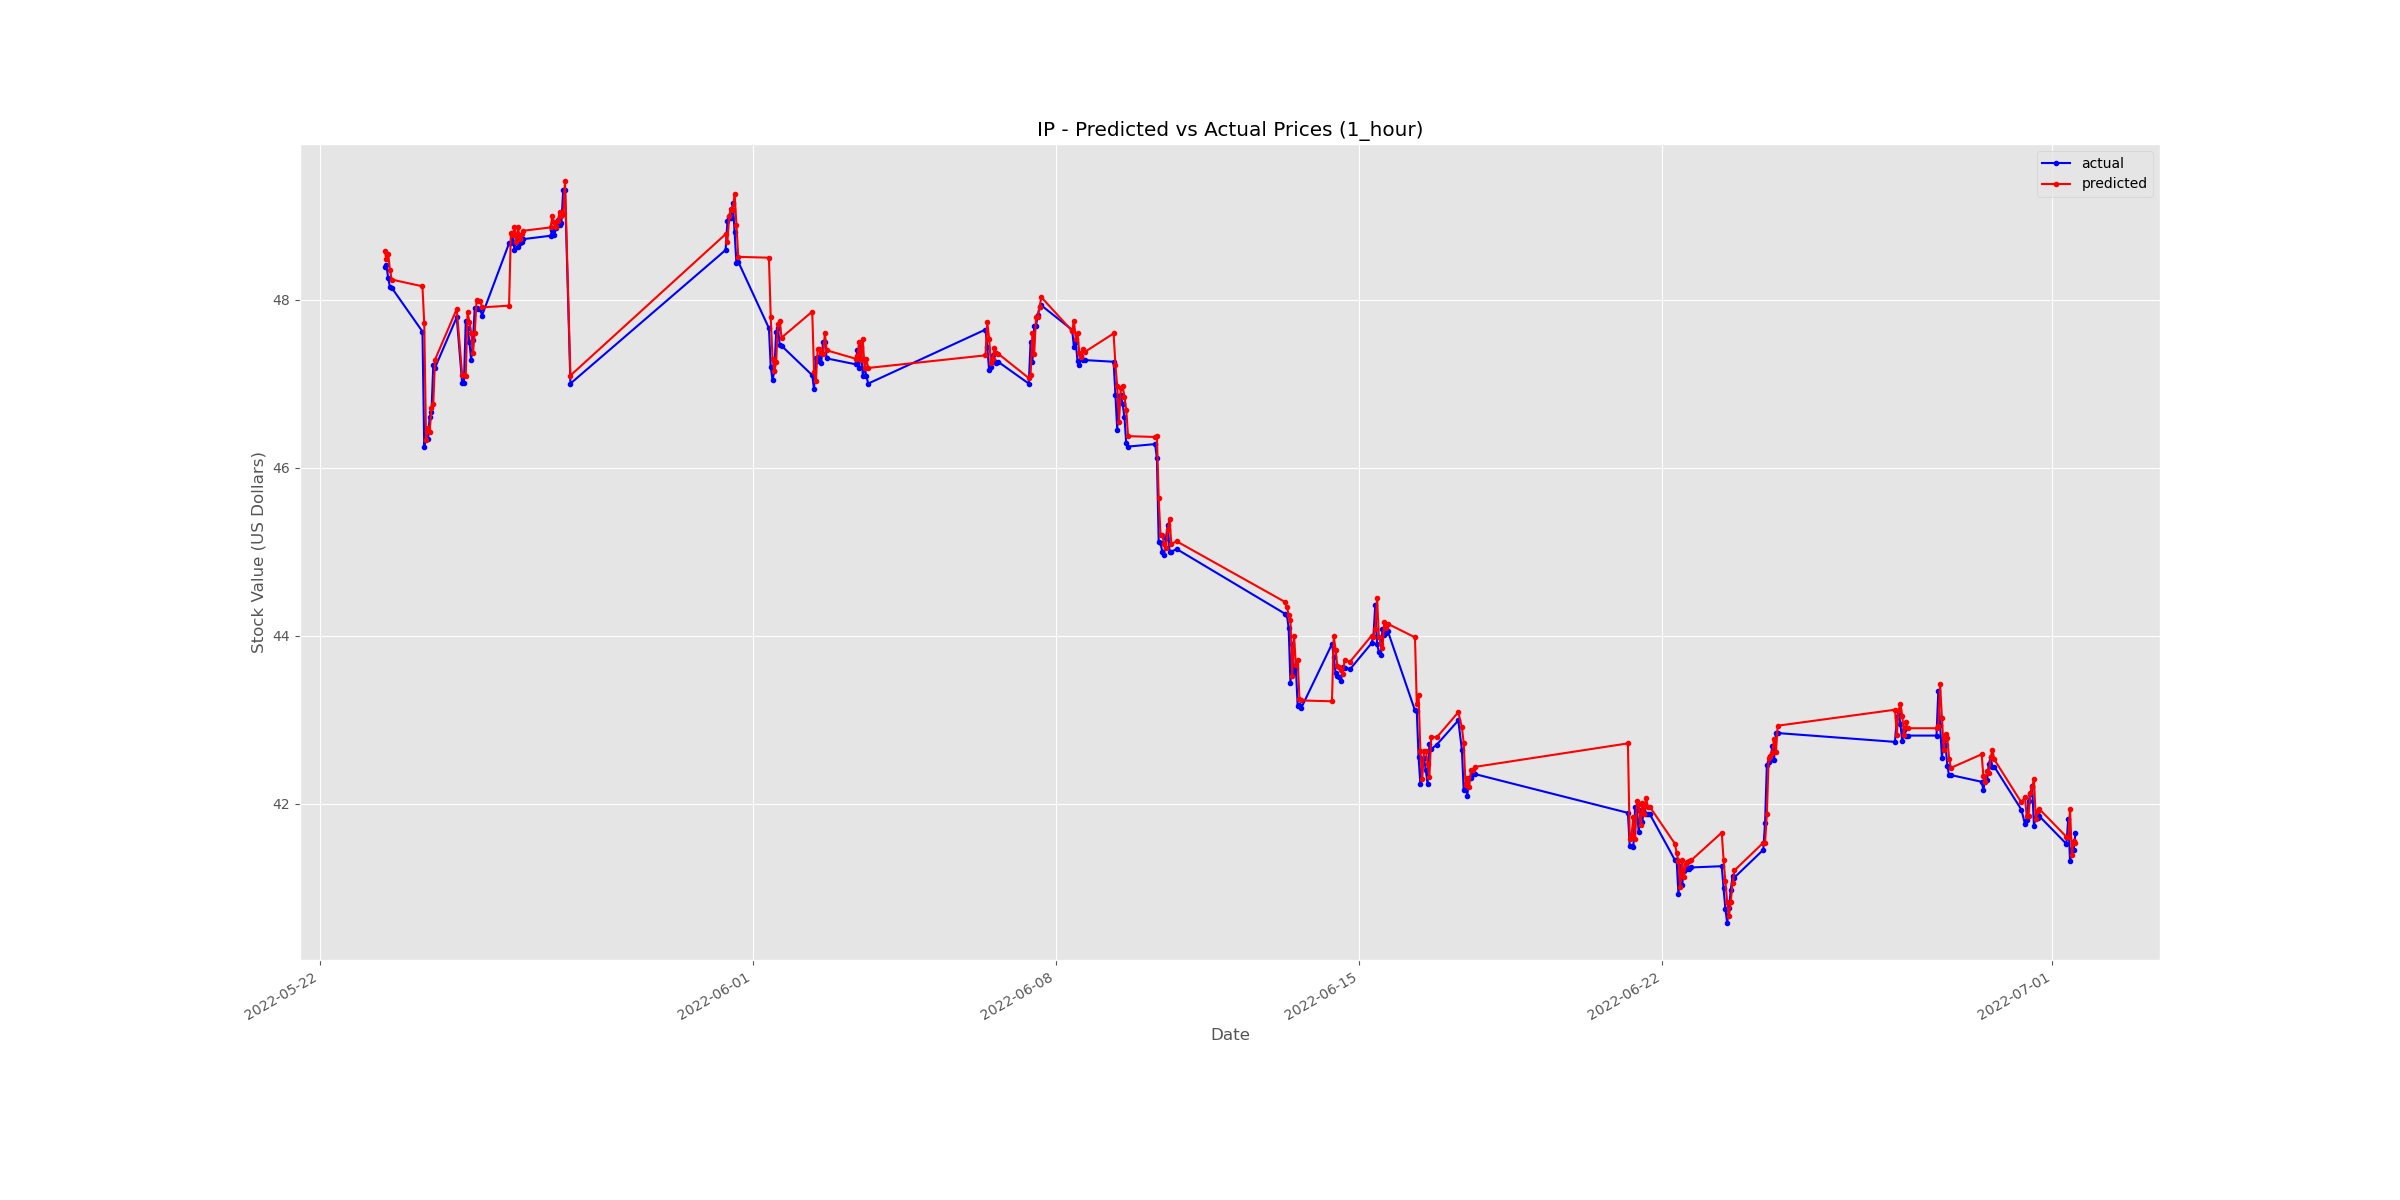 IP - Predicted vs Actual Prices (1_hour)
actual
predicted
48
46
44
42
Stock Value (US Dollars)
2022-05-22
2022-06-01
2022-06-08
2022-06-15
2022-06-22
2022-07-01
Date